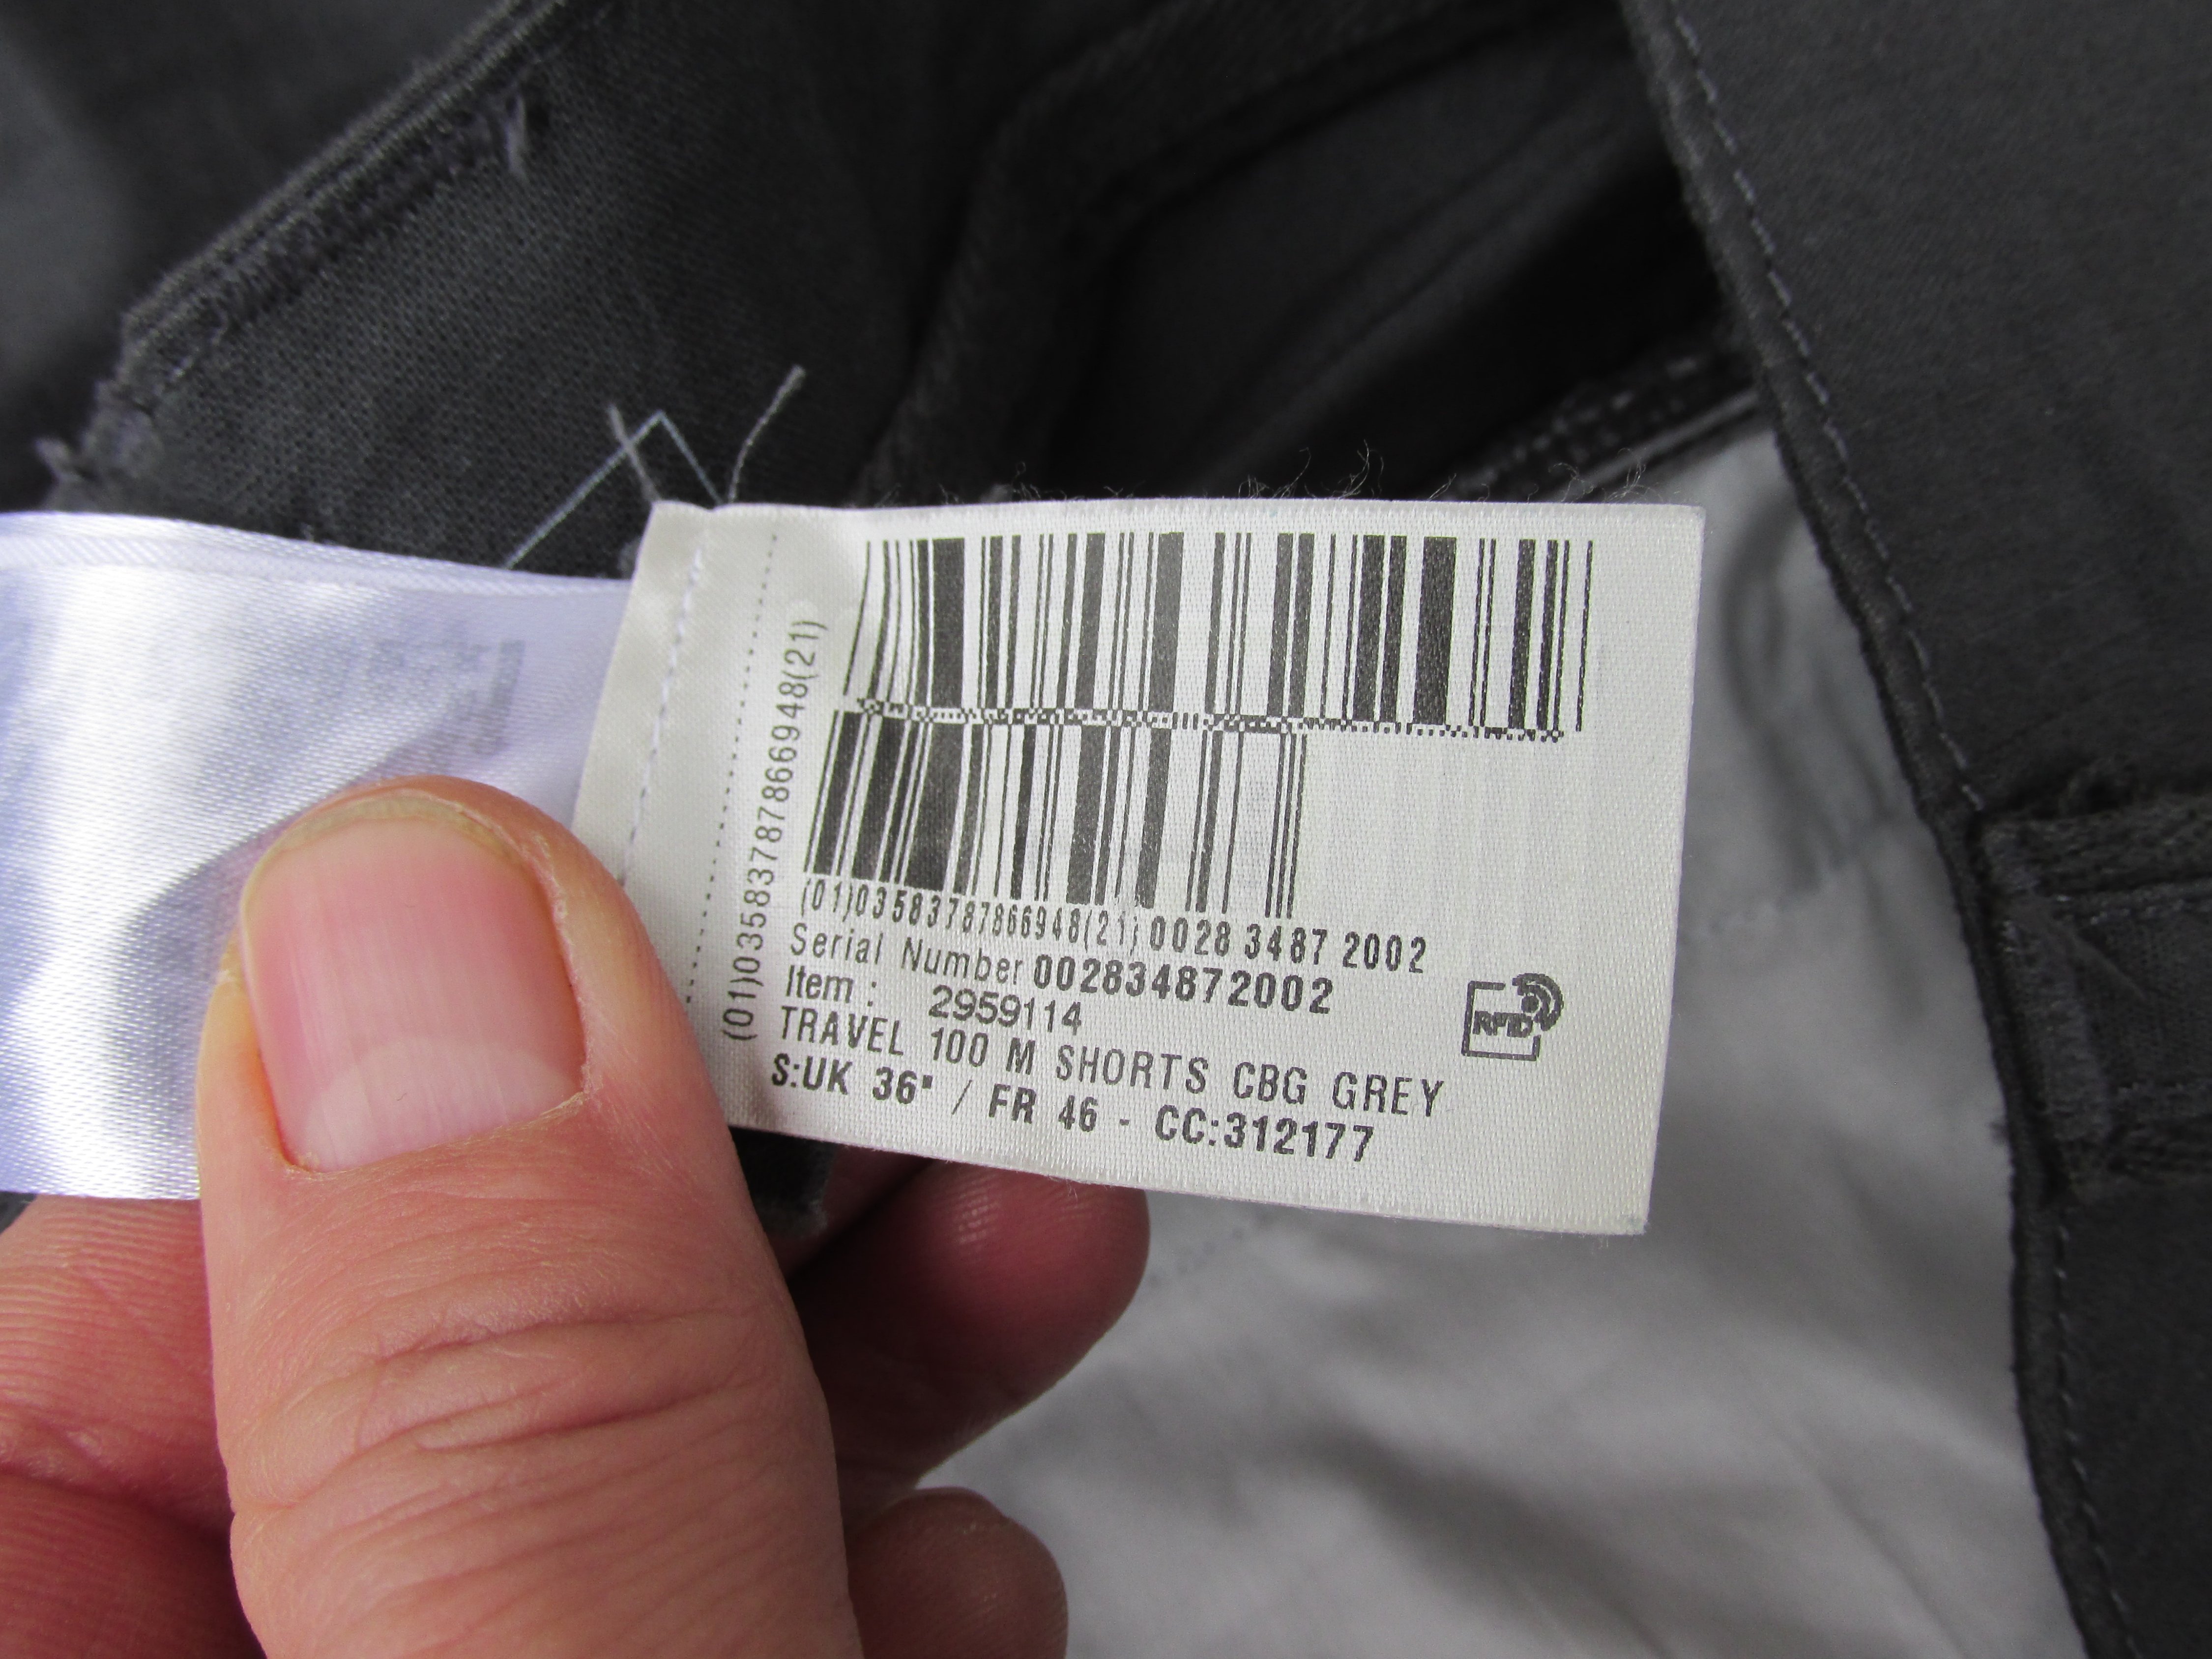 (01)03583787866948(21)
(01)03583787866948(21) 0028 3487 2002
Serial Number 002834872002
Item : 2959114
TRAVEL 100 M SHORTS CBG GREY
S:UK 36" / FR 46 - CC:312177
RFID